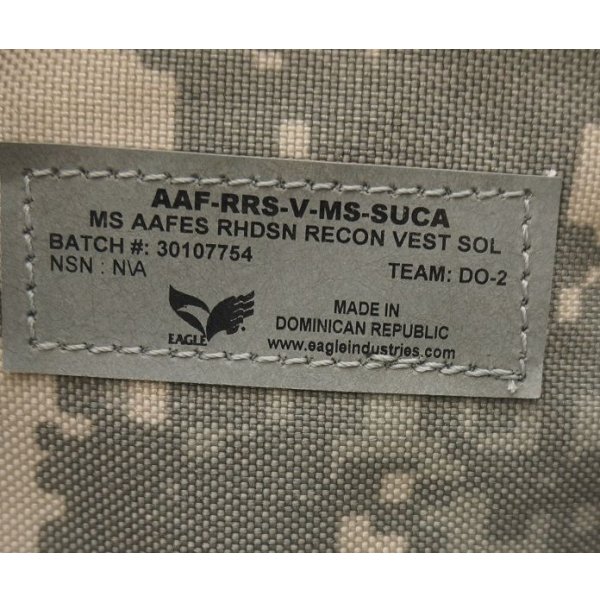 AAF-RRS-V-MS-SUCA
MS AAFES RHDSN RECON VEST SOL
BATCH #: 30107754
NSN : N\A
TEAM: DO-2
EAGLE
MADE IN
DOMINICAN REPUBLIC
www.eagleindustries.com